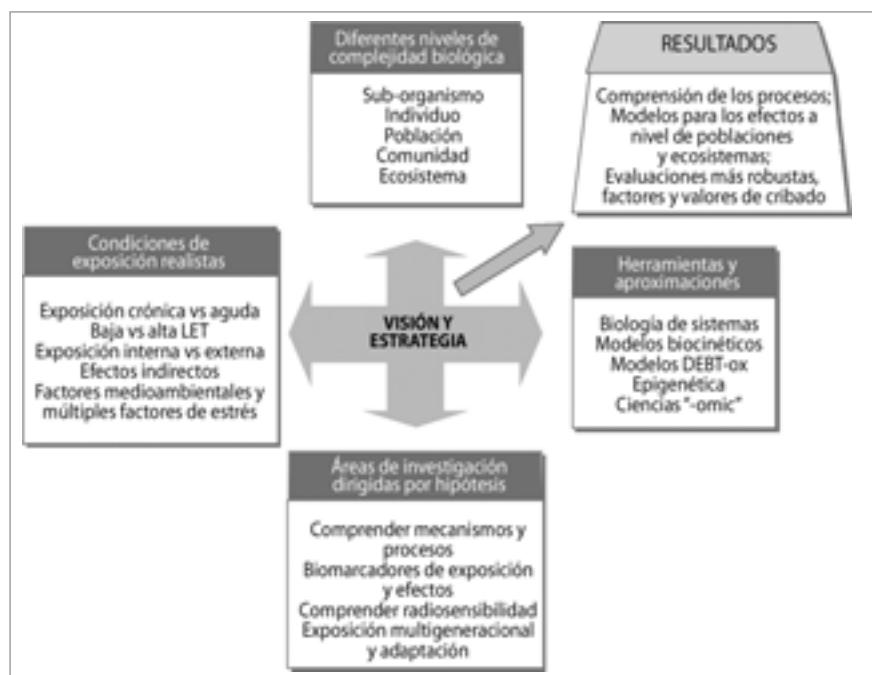 Diferentes niveles de
complejidad biológica
Sub-organismo
Individuo
Población
Comunidad
Ecosistema
RESULTADOS
Comprensión de los procesos;
Modelos para los efectos a
nivel de poblaciones
y ecosistemas;
Evaluaciones más robustas,
factores y valores de cribado
Condiciones de
exposición realistas
Exposición crónica vs aguda
Baja vs alta LET
Exposición interna vs externa
Efectos indirectos
Factores medioambientales y
múltiples factores de estrés
VISIÓN Y
ESTRATEGIA
Herramientas y
aproximaciones
Biología de sistemas
Modelos biocinéticos
Modelos DEBT-ox
Epigenética
Ciencias "-omic"
Áreas de investigación
dirigidas por hipótesis
Comprender mecanismos y
procesos
Biomarcadores de exposición
y efectos
Comprender radiosensibilidad
Exposición multigeneracional
y adaptación